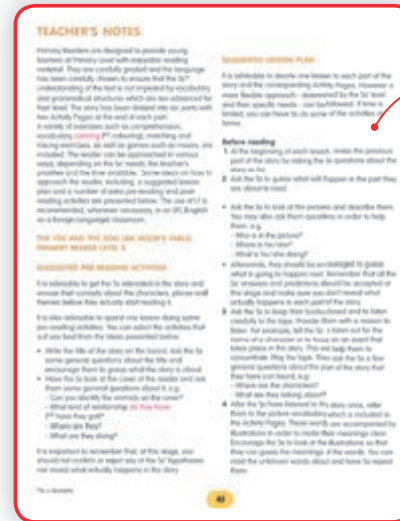 TEACHER'S NOTES
Primary Readers are designed to provide young
learners at Primary Level with enjoyable reading
material. They are carefully graded and the language
has been carefully chosen to ensure that the Ss'*
understanding of the text is not impeded by vocabulary
and grammatical structures which are too advanced for
their level. The story has been divided into six parts with
two Activity Pages at the end of each part.
A variety of exercises such as comprehension,
vocabulary, colouring, matching and
tracing exercises, as well as games such as mazes, are
included. The reader can be approached in various
ways, depending on the Ss' needs, the teacher's
priorities and the time available. Some ideas on how to
approach the reader, including a suggested lesson
plan and a number of extra pre-reading and post-
reading activities are presented below. The use of L1 is
recommended, whenever necessary, in an EFL (English
as a foreign language) classroom.
THE FOX AND THE DOG (AN AESOP'S FABLE)
PRIMARY READER LEVEL 2
SUGGESTED PRE-READING ACTIVITIES
It is advisable to get the Ss interested in the story and
arouse their curiosity about the characters, places and
themes before they actually start reading it.
It is also advisable to spend one lesson doing some
pre-reading activities. You can select the activities that
suit you best from the ideas presented below.
• Write the title of the story on the board. Ask the Ss
some general questions about the title and
encourage them to guess what the story is about.
• Have the Ss look at the cover of the reader and ask
them some general questions about it, e.g.
- Can you identify the animals on the cover?
- What kind of relationship do they have
have they got?
- Where are they?
- What are they doing?
It is important to remember that, at this stage, you
should not confirm or reject any of the Ss' hypotheses
nor reveal what actually happens in the story.
*Ss = students
SUGGESTED LESSON PLAN
It is advisable to devote one lesson to each part of the
story and the corresponding Activity Pages. However a
more flexible approach - determined by the Ss' level
and their specific needs - can be followed. If time is
limited, you can have Ss do some of the activities at
home.
Before reading
1 At the beginning of each lesson, revise the previous
part of the story by asking the Ss questions about the
story so far.
2 Ask the Ss to guess what will happen in the part they
are about to read.
• Ask the Ss to look at the pictures and describe them.
You may also ask them questions in order to help
them, e.g.
- Who is in the picture?
- Where is he/she?
- What is he/she doing?
• Afterwards, they should be encouraged to guess
what is going to happen next. Remember that all the
Ss' answers and predictions should be accepted at
this stage and make sure you don't reveal what
actually happens in each part of the story.
3 Ask the Ss to keep their books closed and to listen
carefully to the tape. Provide them with a reason to
listen. For example, tell the Ss to listen out for the
name of a character or to focus on an event that
takes place in the story. This will help them to
concentrate. Play the tape. Then ask the Ss a few
general questions about the part of the story that
they have just heard, e.g.
- Where are the characters?
- What are they talking about?
4 After the Ss have listened to the story once, refer
them to the picture vocabulary which is included in
the Activity Pages. These words are accompanied by
illustrations in order to make their meanings clear.
Encourage the Ss to look at the illustrations so that
they can guess the meanings of the words. You can
read the unknown words aloud and have Ss repeat
them.